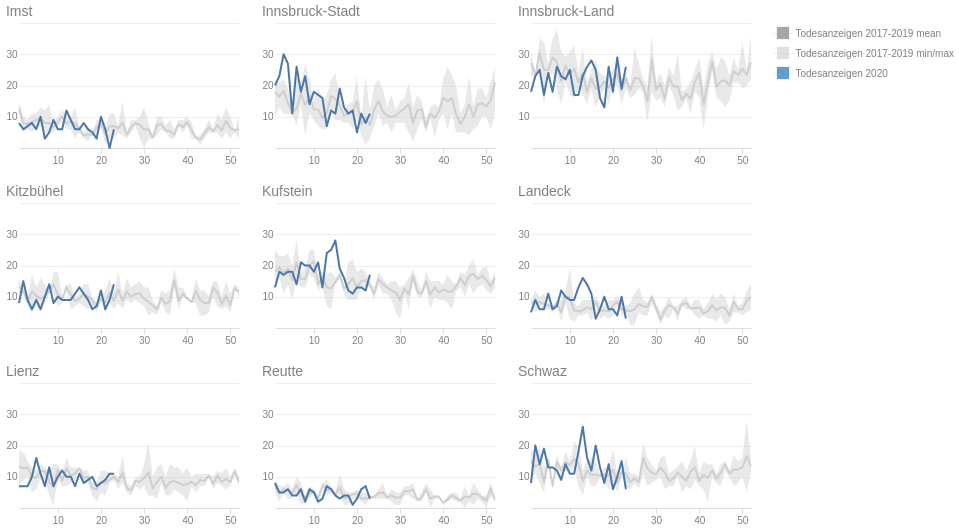 Imst
Innsbruck-Stadt
Innsbruck-Land
Todesanzeigen 2017-2019 mean
Todesanzeigen 2017-2019 min/max
Todesanzeigen 2020
30 30 30
20 20 20
10 10 10
10 20 30 40 50 10 20 30 40 50 10 20 30 40 50
Kitzbühel
Kufstein
Landeck
30 30 30
20 20 20
10 10 10
10 20 30 40 50 10 20 30 40 50 10 20 30 40 50
Lienz
Reutte
Schwaz
30 30 30
20 20 20
10 10 10
10 20 30 40 50 10 20 30 40 50 10 20 30 40 50